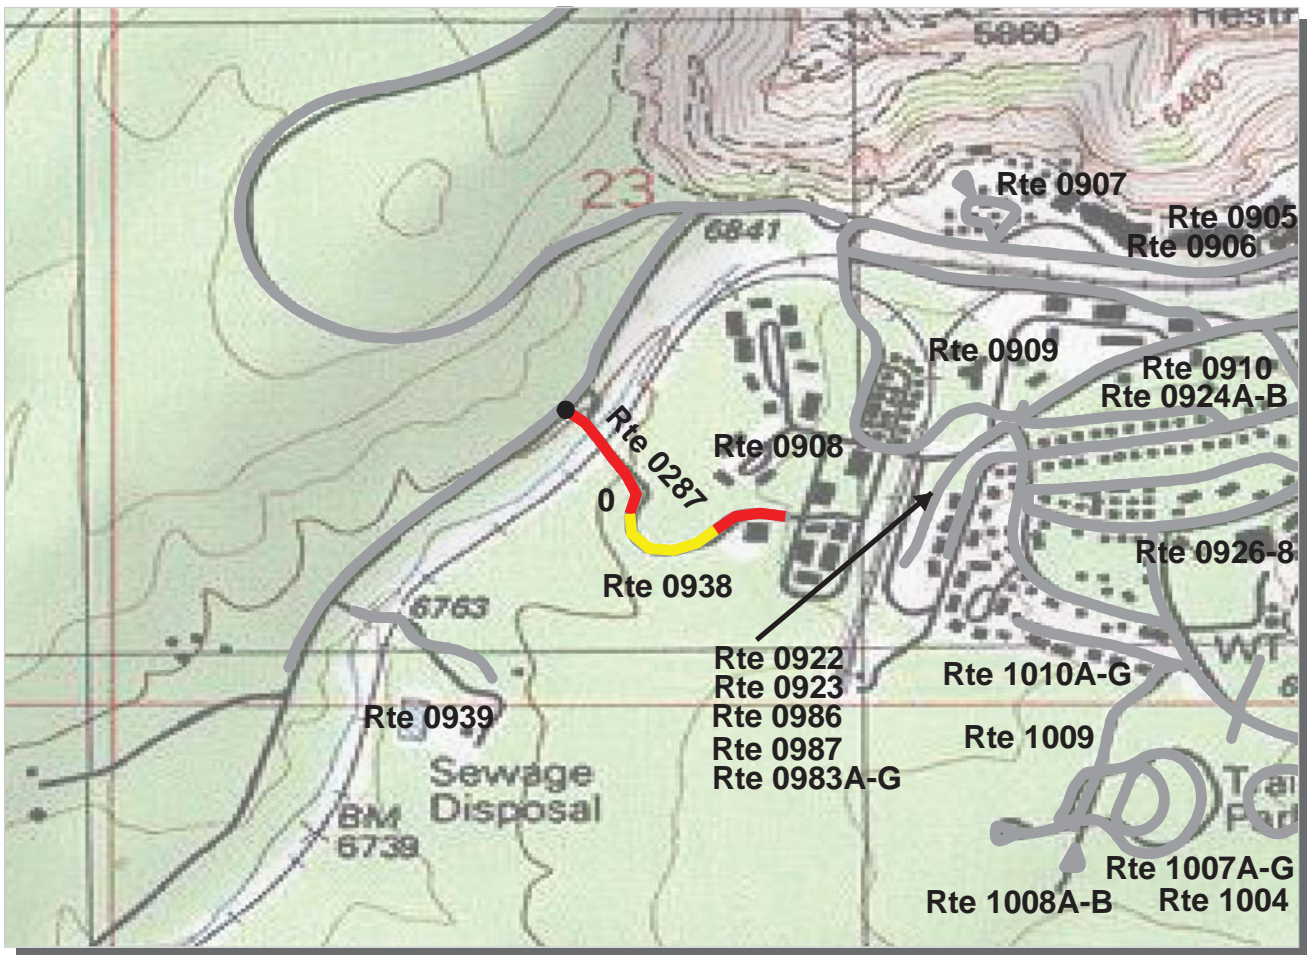 5860
6400
23
Rte 0907
Rte 0905
6841
Rte 0906
Rte 0909
Rte 0910
Rte 0924A-B
Rte 0287
Rte 0908
0
Rte 0926-8
Rte 0938
6763
WT
Rte 0922
Rte 0923
Rte 0986
Rte 0987
Rte 0983A-G
Rte 1010A-G
Rte 0939
Rte 1009
Sewage
Disposal
BM
6739
Rte 1007A-G
Rte 1008A-B
Rte 1004